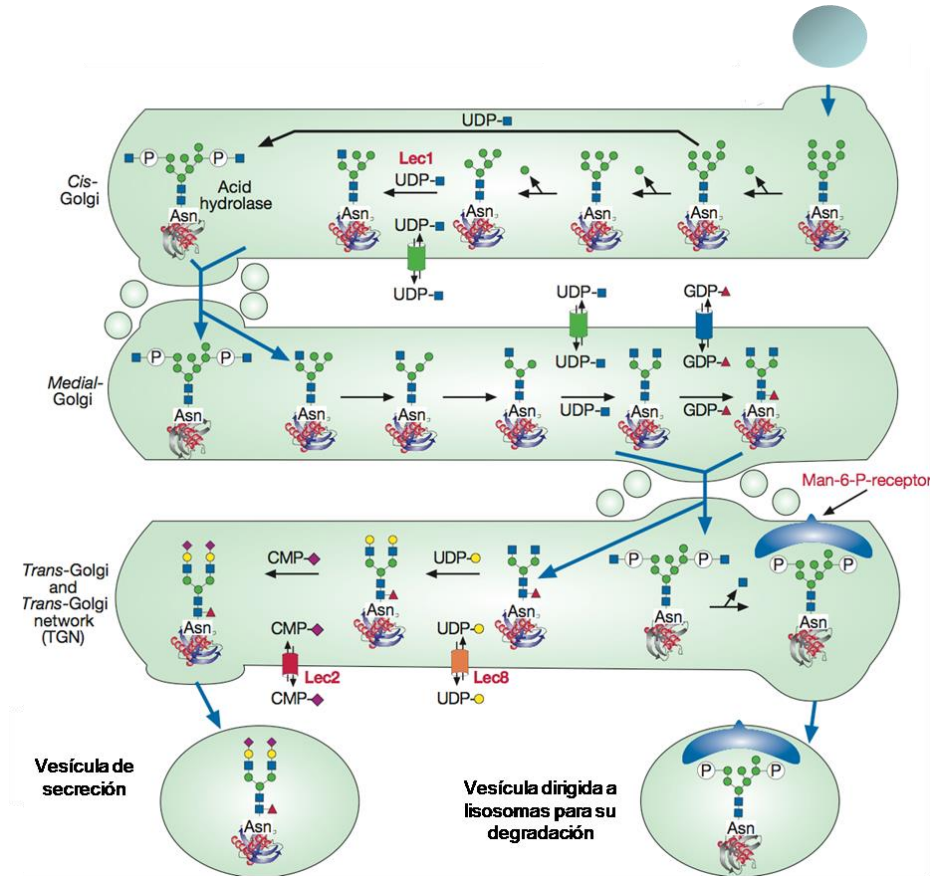 UDP-
P
P
Lec1
UDP-
Cis-
Golgi
Acid
hydrolase
Asn
Asn
Asn
Asn
Asn
Asn
UDP-
UDP-
UDP-
GDP-
P
P
UDP-
GDP-
Medial-
Golgi
Asn
Asn
Asn
Asn
UDP-
Asn
GDP-
Asn
Man-6-P-receptor
CMP-
UDP-
P
P
P
P
Trans-Golgi
and
Trans-Golgi
network
(TGN)
Asn
Asn
Asn
Asn
Asn
CMP-
UDP-
Lec2
Lec8
CMP-
UDP-
Vesícula de
secreción
Vesícula dirigida a
lisosomas para su
degradación
P
P
Asn
Asn